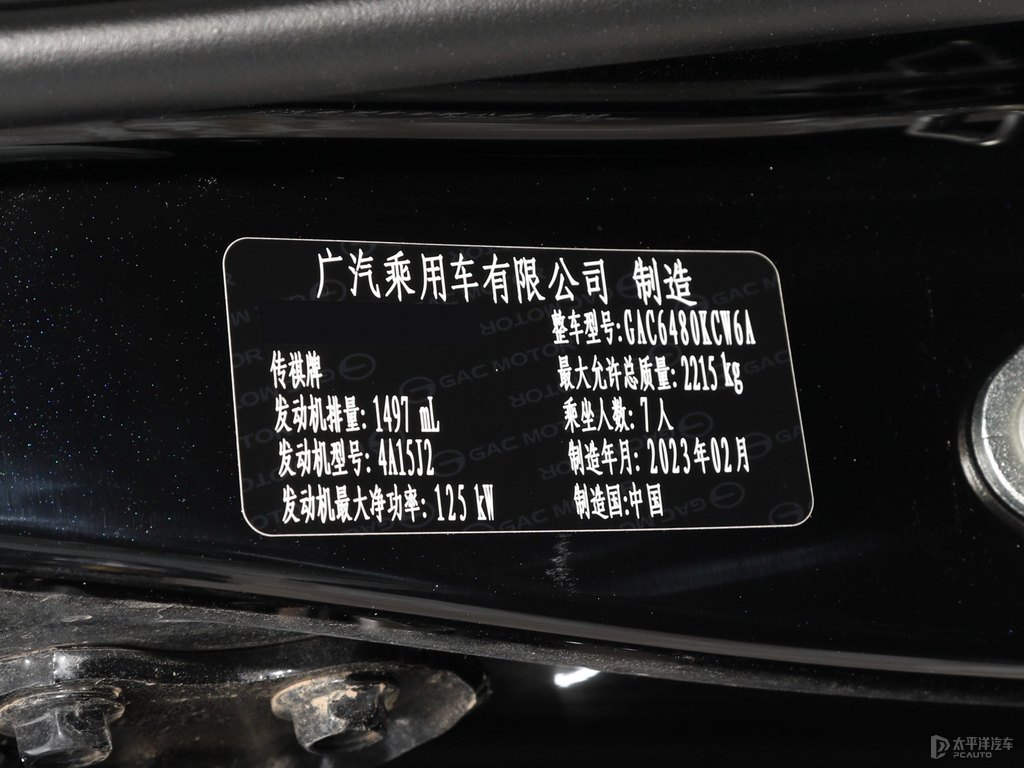 广汽乘用车有限公司 制造
整车型号:GAC6480KCW6A
传祺牌
最大允许总质量: 2215 kg
发动机排量: 1497 mL
乘坐人数: 7 人
发动机型号: 4A15J2
制造年月: 2023年02月
发动机最大净功率: 125 kW
制造国:中国
GAC MOTOR
太平洋汽车
PCAUTO